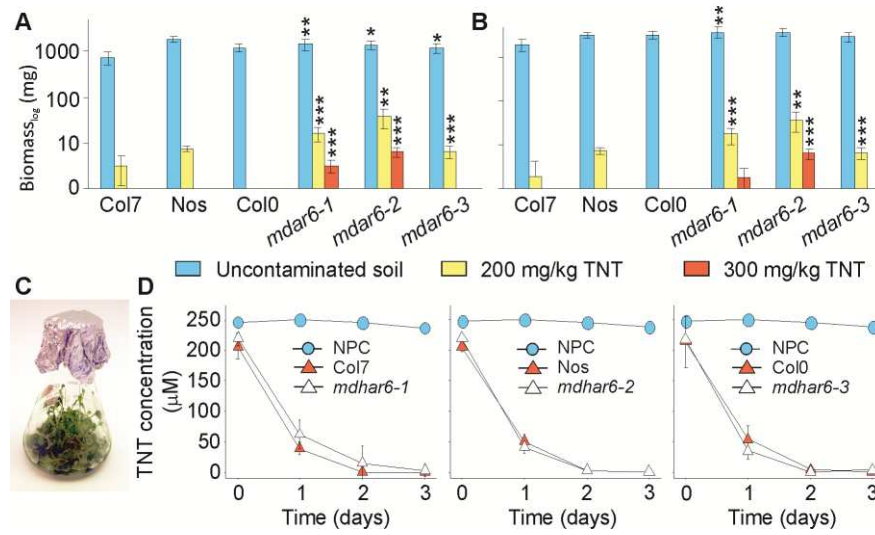 A
Biomass_log (mg)
1000
100
10
0
** * *
*** ** ***
*** ***
Col7 Nos Col0 mdar6-1 mdar6-2 mdar6-3
B
**
*** ** ***
***
Col7 Nos Col0 mdar6-1 mdar6-2 mdar6-3
Uncontaminated soil 200 mg/kg TNT 300 mg/kg TNT
C
D
TNT concentration
(µM)
250
200
150
100
50
0
NPC
Col7
mdhar6-1
0 1 2 3
Time (days)
NPC
Nos
mdhar6-2
0 1 2 3
Time (days)
NPC
Col0
mdhar6-3
0 1 2 3
Time (days)